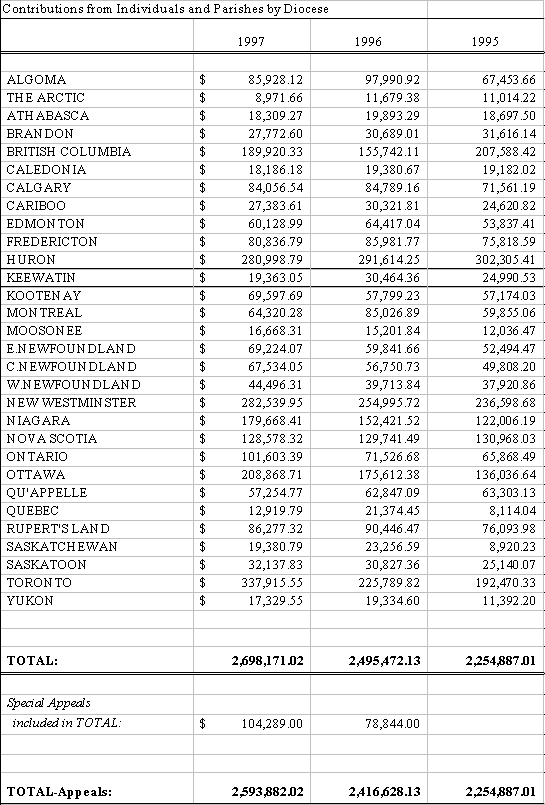 Contributions from Individuals and Parishes by Diocese
1997 1996 1995
ALGOMA $ 85,928.12 97,990.92 67,453.66
THE ARCTIC $ 8,971.66 11,679.38 11,014.22
ATHABASCA $ 18,309.27 19,893.29 18,697.50
BRANDON $ 27,772.60 30,689.01 31,616.14
BRITISH COLUMBIA $ 189,920.33 155,742.11 207,588.42
CALEDONIA $ 18,186.18 19,380.67 19,182.02
CALGARY $ 84,056.54 84,789.16 71,561.19
CARIBOO $ 27,383.61 30,321.81 24,620.82
EDMONTON $ 60,128.99 64,417.04 53,837.41
FREDERICTON $ 80,836.79 85,981.77 75,818.59
HURON $ 280,998.79 291,614.25 302,305.41
KEEWATIN $ 19,363.05 30,464.36 24,990.53
KOOTENAY $ 69,597.69 57,799.23 57,174.03
MONTREAL $ 64,320.28 85,026.89 59,855.06
MOOSONEE $ 16,668.31 15,201.84 12,036.47
E.NEWFOUNDLAND $ 69,224.07 59,841.66 52,494.47
C.NEWFOUNDLAND $ 67,534.05 56,750.73 49,808.20
W.NEWFOUNDLAND $ 44,496.31 39,713.84 37,920.86
NEW WESTMINSTER $ 282,539.95 254,995.72 236,598.68
NIAGARA $ 179,668.41 152,421.52 122,006.19
NOVA SCOTIA $ 128,578.32 129,741.49 130,968.03
ONTARIO $ 101,603.39 71,526.68 65,868.49
OTTAWA $ 208,868.71 175,612.38 136,036.64
QU'APPELLE $ 57,254.77 62,847.09 63,303.13
QUEBEC $ 12,919.79 21,374.45 8,114.04
RUPERT'S LAND $ 86,277.32 90,446.47 76,093.98
SASKATCHEWAN $ 19,380.79 23,256.59 8,920.23
SASKATOON $ 32,137.83 30,827.36 25,140.07
TORONTO $ 337,915.55 225,789.82 192,470.33
YUKON $ 17,329.55 19,334.60 11,392.20
TOTAL: 2,698,171.02 2,495,472.13 2,254,887.01
Special Appeals
included in TOTAL: $ 104,289.00 78,844.00
TOTAL-Appeals: 2,593,882.02 2,416,628.13 2,254,887.01